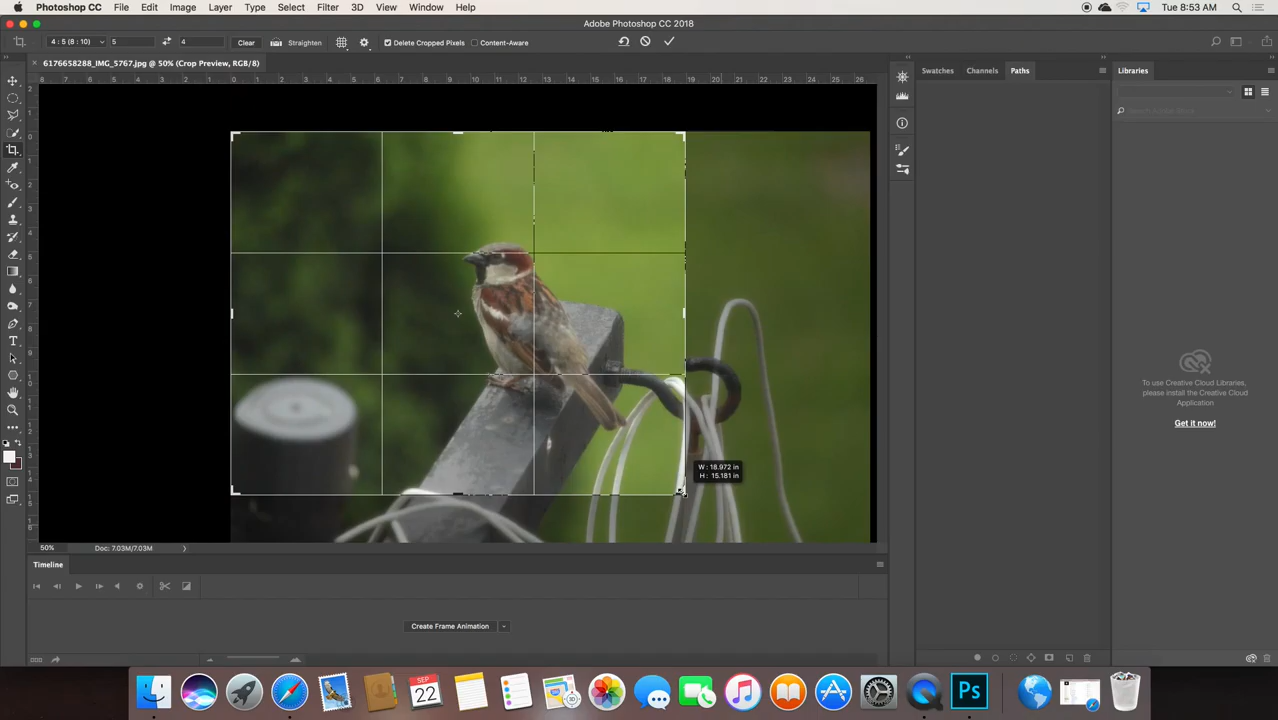 Photoshop CC File Edit Image Layer Type Select Filter 3D View Window Help Tue 8:53 AM
Adobe Photoshop CC 2018
4 : 5 (8 : 10) 5 4 Clear Straighten Delete Cropped Pixels Content-Aware
6176658288_IMG_5767.jpg @ 50% (Crop Preview, RGB/8)
Swatches Channels Paths Libraries
W : 18.972 in
H : 15.181 in
To use Creative Cloud Libraries,
please install the Creative Cloud
Application
Get it now!
50% Doc: 7.03M/7.03M
Timeline
Create Frame Animation
SEP
22
Ps